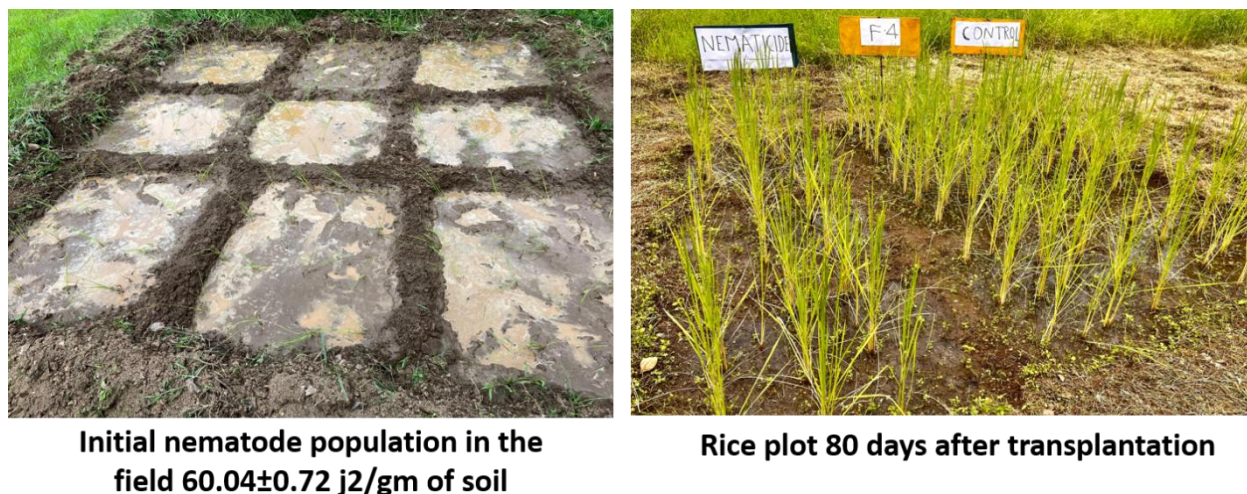 NEMATICIDE
F-4
CONTROL
Initial nematode population in the
field 60.04±0.72 j2/gm of soil
Rice plot 80 days after transplantation